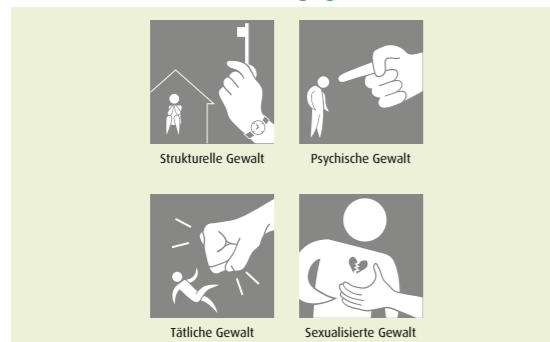 Strukturelle Gewalt
Psychische Gewalt
Tätliche Gewalt
Sexualisierte Gewalt